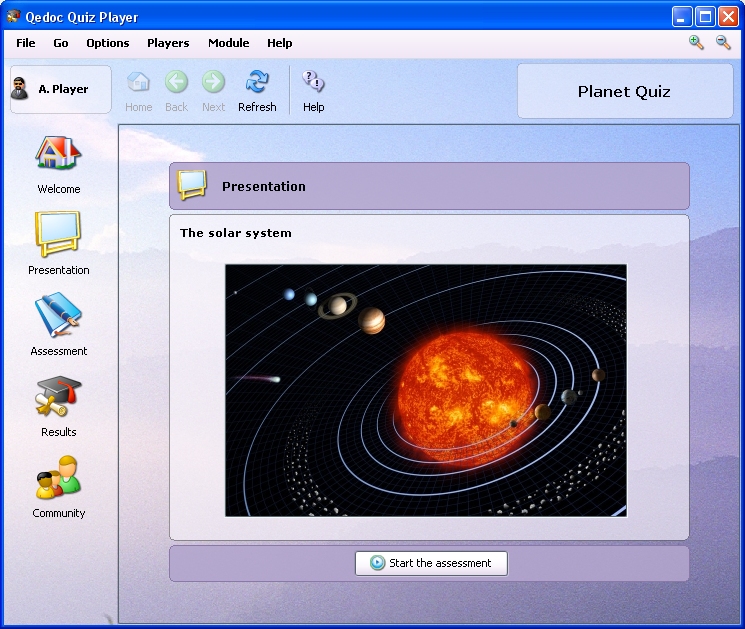 Qedoc Quiz Player
File Go Options Players Module Help
A. Player
Home Back Next Refresh Help
Planet Quiz
Welcome
Presentation
Assessment
Results
Community
Presentation
The solar system
Start the assessment